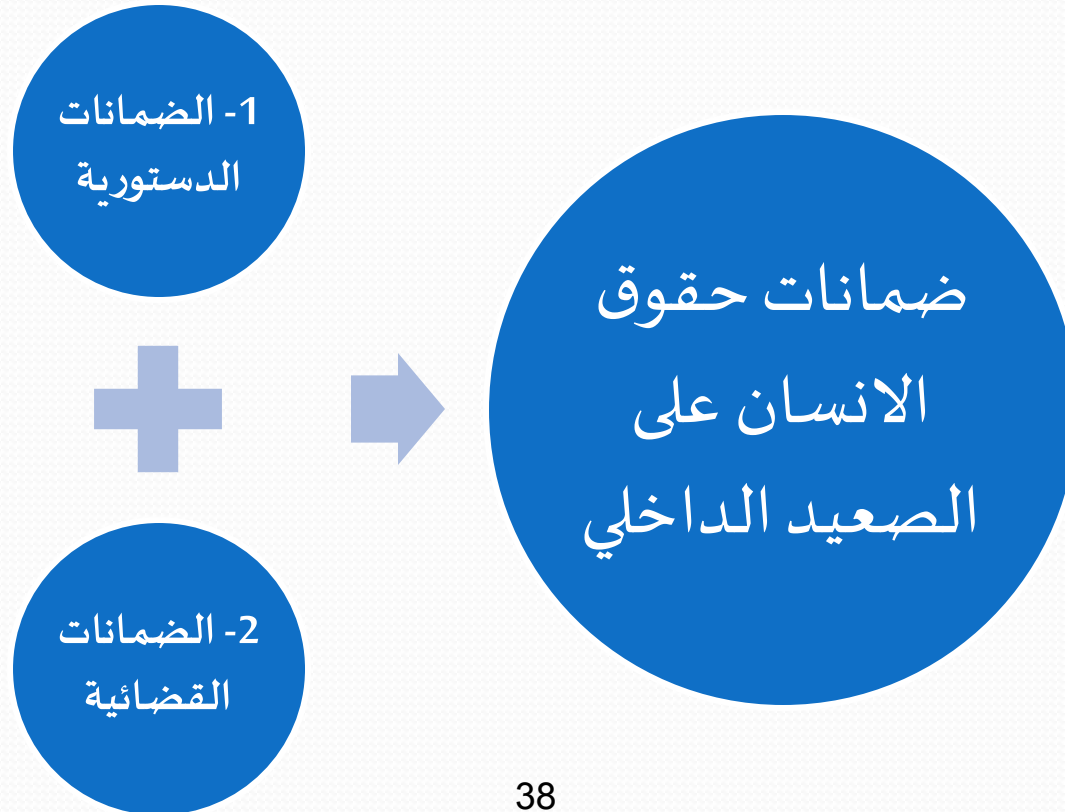 1- الضمانات
الدستورية
2- الضمانات
القضائية
ضمانات حقوق
الانسان على
الصعيد الداخلي
38